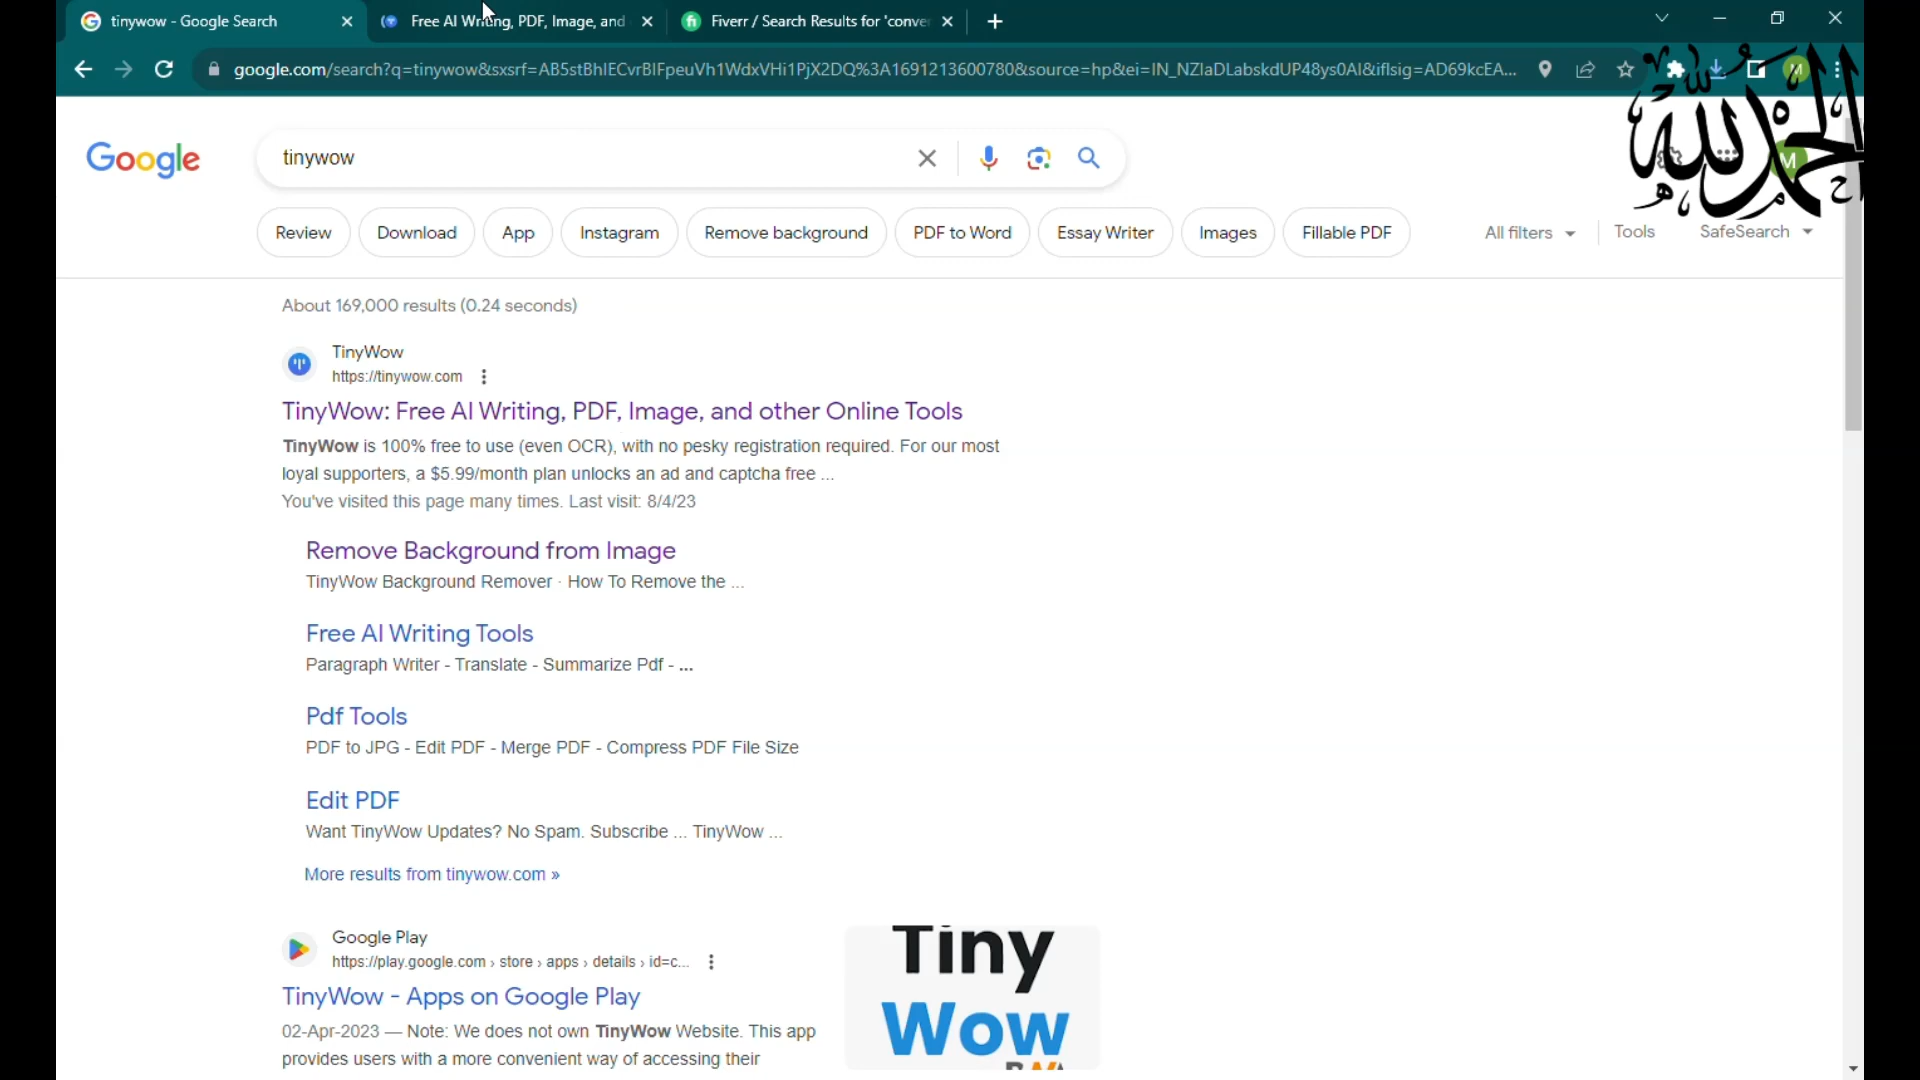 tinywow - Google Search
Free AI Writing, PDF, Image, and
Fiverr / Search Results for 'conve
google.com/search?q=tinywow&sxsrf=AB5stBhIECvrBIFpeuVh1WdxVHi1PjX2DQ%3A1691213600780&source=hp&ei=IN_NZIaDLabskdUP48ys0AI&iflsig=AD69kcEA...
M
الحمد لله
Google
tinywow
M
Review
Download
App
Instagram
Remove background
PDF to Word
Essay Writer
Images
Fillable PDF
All filters
Tools
SafeSearch
About 169,000 results (0.24 seconds)
TinyWow
https://tinywow.com
TinyWow: Free AI Writing, PDF, Image, and other Online Tools
TinyWow is 100% free to use (even OCR), with no pesky registration required. For our most
loyal supporters, a $5.99/month plan unlocks an ad and captcha free ...
You've visited this page many times. Last visit: 8/4/23
Remove Background from Image
TinyWow Background Remover · How To Remove the ...
Free AI Writing Tools
Paragraph Writer - Translate - Summarize Pdf - ...
Pdf Tools
PDF to JPG - Edit PDF - Merge PDF - Compress PDF File Size
Edit PDF
Want TinyWow Updates? No Spam. Subscribe ... TinyWow ...
More results from tinywow.com »
Google Play
https://play.google.com › store › apps › details › id=c...
TinyWow - Apps on Google Play
02-Apr-2023 — Note: We does not own TinyWow Website. This app
provides users with a more convenient way of accessing their
Tiny
Wow